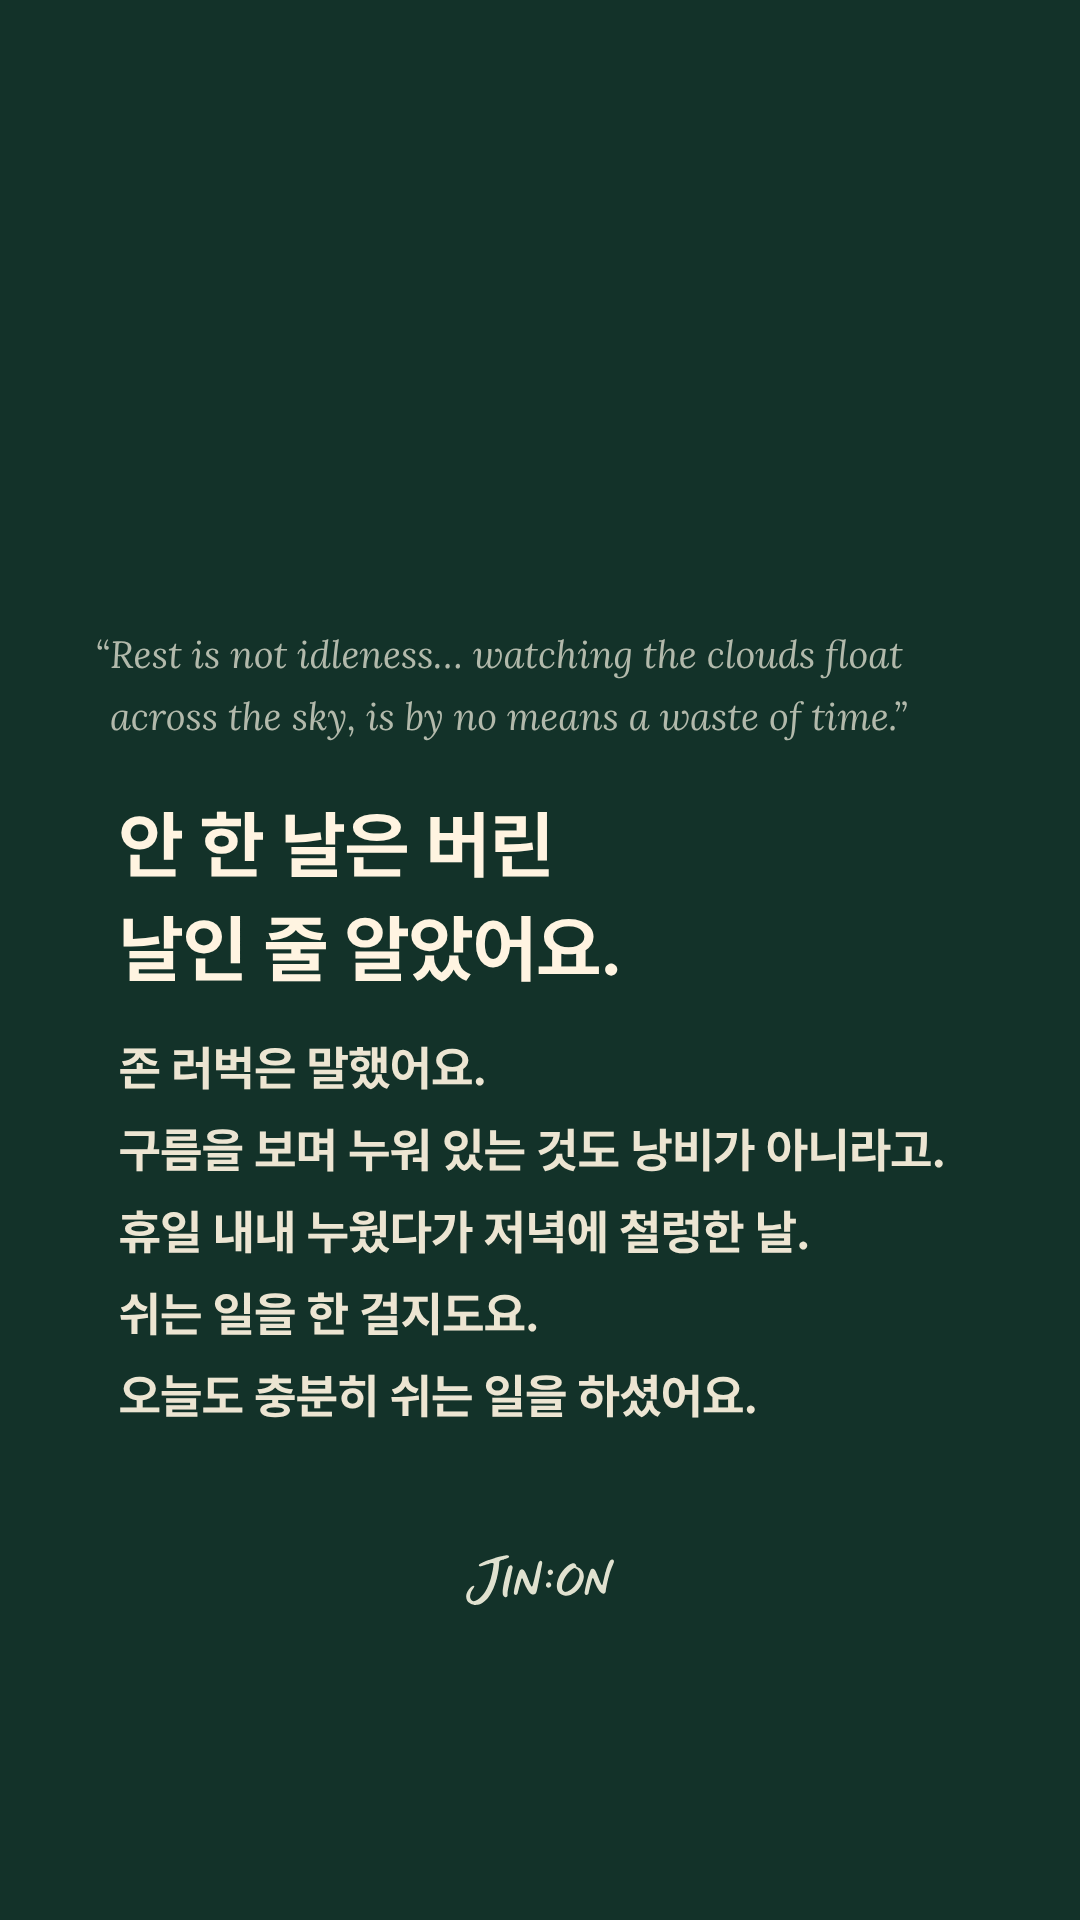 “Rest is not idleness… watching the clouds float
across the sky, is by no means a waste of time.”
안 한 날은 버린
날인 줄 알았어요.
존 러벅은 말했어요.
구름을 보며 누워 있는 것도 낭비가 아니라고.
휴일 내내 누웠다가 저녁에 철렁한 날.
쉬는 일을 한 걸지도요.
오늘도 충분히 쉬는 일을 하셨어요.
JIN:ON